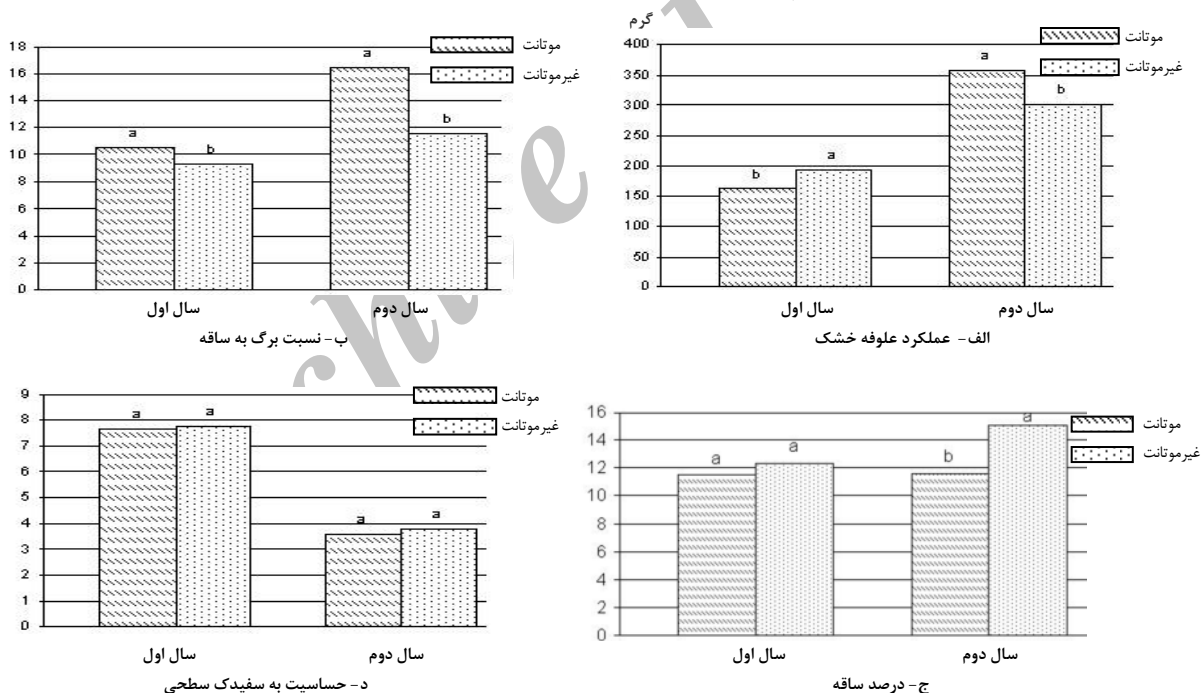 گرم
400
350
300
250
200
150
100
50
0
b
a
a
b
موتانت
غیرموتانت
سال اول
سال دوم
الف- عملکرد علوفه خشک
18
16
14
12
10
8
6
4
2
0
a
b
a
b
موتانت
غیرموتانت
سال اول
سال دوم
ب- نسبت برگ به ساقه
16
14
12
10
8
6
4
2
0
a
a
b
a
موتانت
غیرموتانت
سال اول
سال دوم
ج- درصد ساقه
9
8
7
6
5
4
3
2
1
0
a
a
a
a
موتانت
غیرموتانت
سال اول
سال دوم
د- حساسیت به سفیدک سطحی